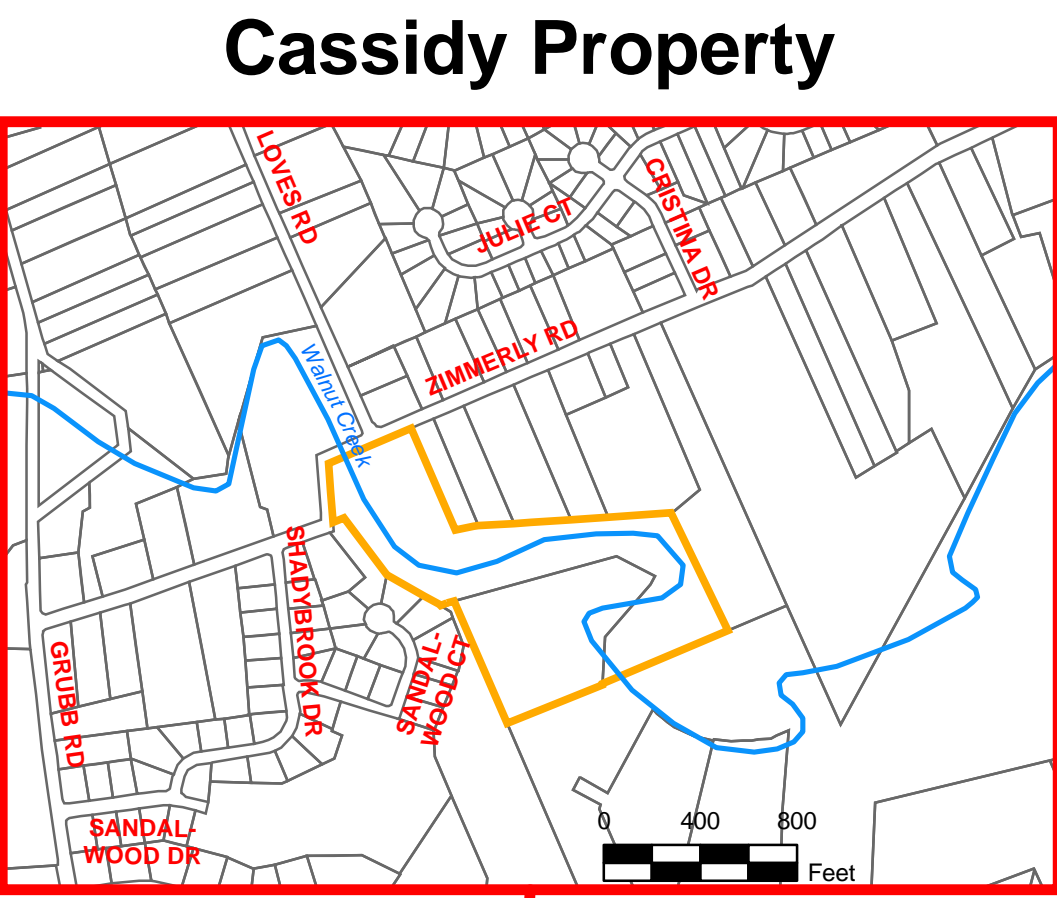 Cassidy Property
LOVES RD
JULIE CT
CRISTINA DR
ZIMMERLY RD
Walnut Creek
SHADYBROOK DR
SANDAL-
WOOD CT
GRUBB RD
SANDAL-
WOOD DR
0 400 800
Feet